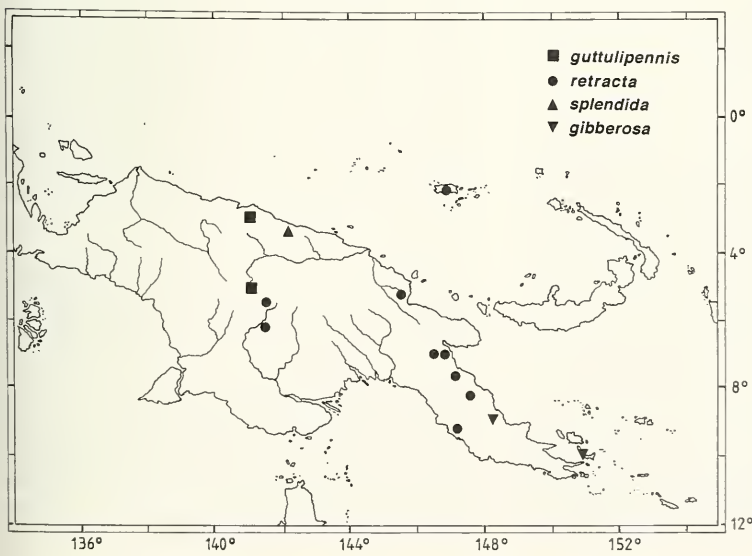 guttulipennis
retracta
splendida
gibberosa
0°
4°
8°
12°
136° 140° 144° 148° 152°